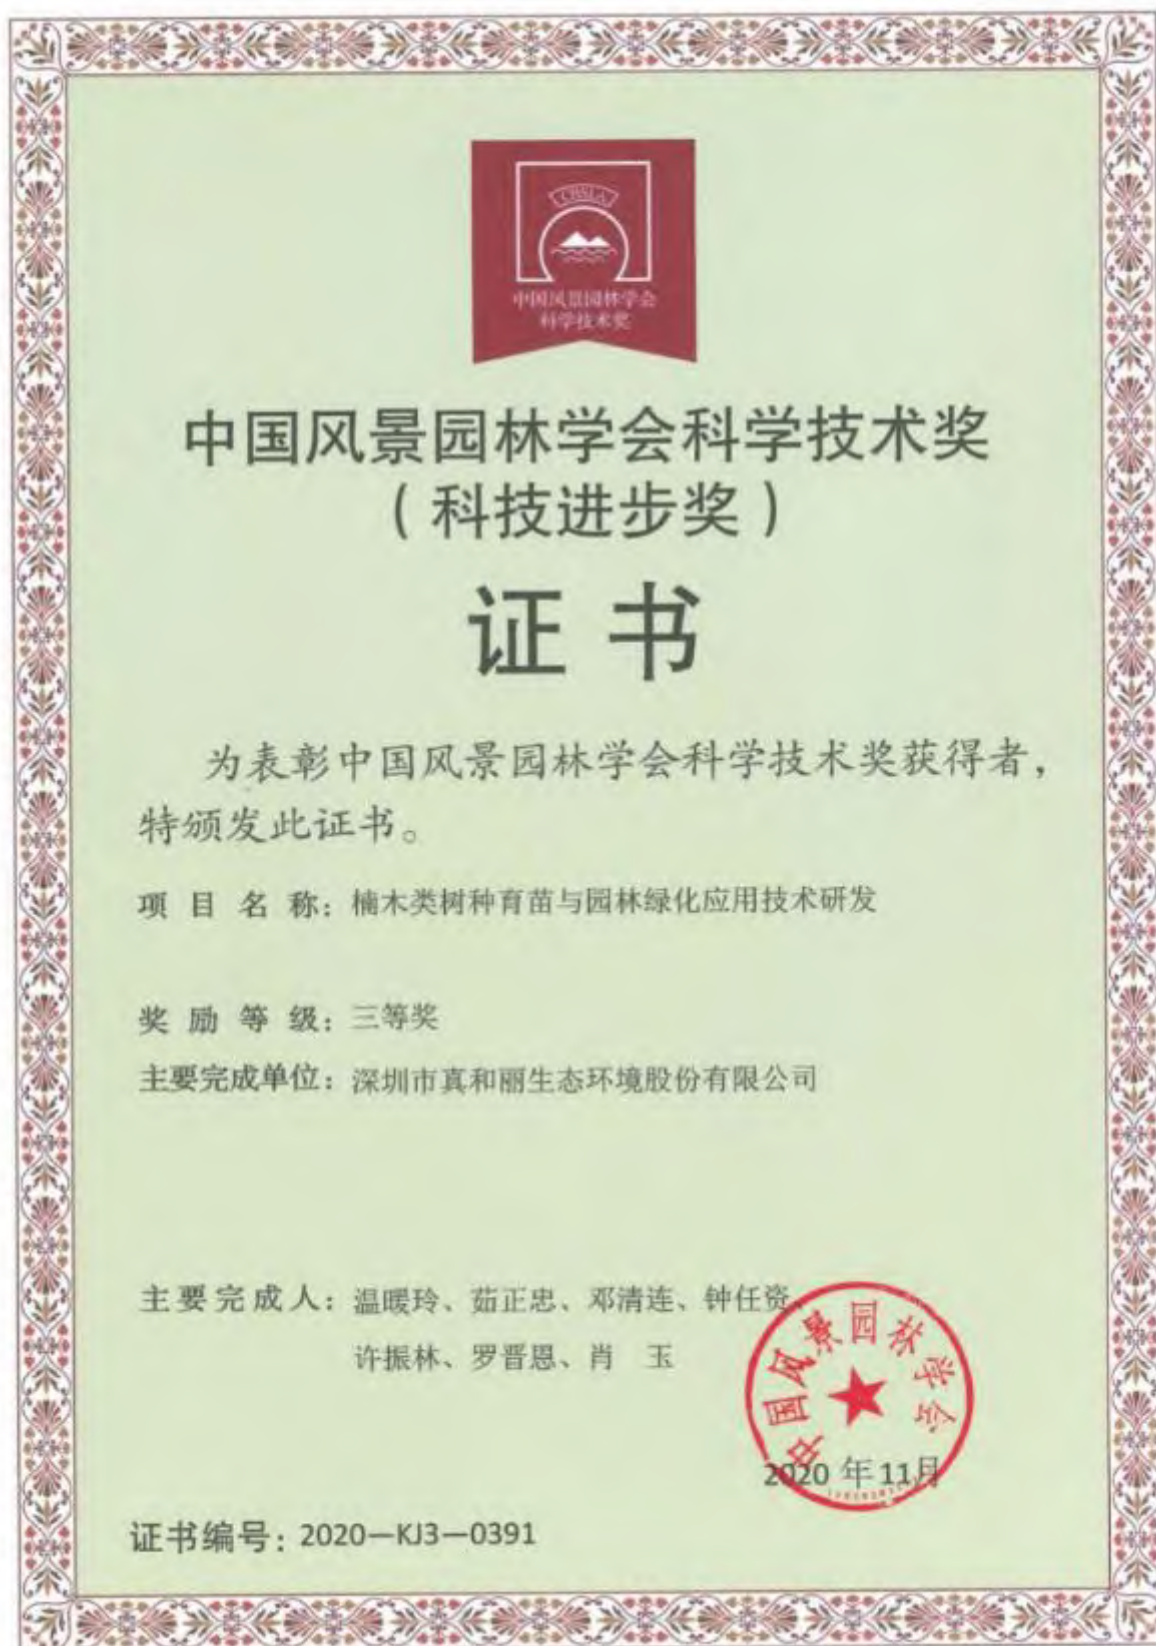 CHSLA
中国风景园林学会
科学技术奖
中国风景园林学会科学技术奖
（科技进步奖）
证书
为表彰中国风景园林学会科学技术奖获得者，
特颁发此证书。
项目名称：楠木类树种育苗与园林绿化应用技术研发
奖励等级：三等奖
主要完成单位：深圳市真和丽生态环境股份有限公司
主要完成人：温暖玲、茹正忠、邓清连、钟任资、
许振林、罗晋恩、肖　玉
中国风景园林学会
2020 年 11月
证书编号：2020—KJ3—0391